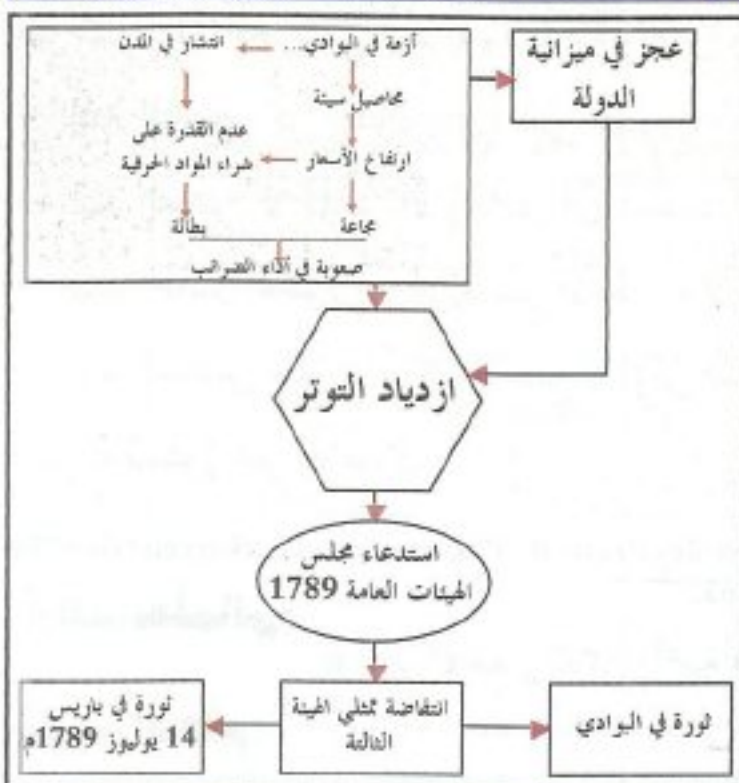 عجز في ميزانية
الدولة
أزمة في البوادي...
انتشار في المدن
محاصيل سيئة
عدم القدرة على
شراء المواد الحرفية
ارتفاع الأسعار
مجاعة
بطالة
صعوبة في أداء الضرائب
ازدياد التوتر
استدعاء مجلس
الهيئات العامة 1789
ثورة في البوادي
انتفاضة ممثلي الهيئة
الثالثة
ثورة في باريس
14 يوليوز 1789م